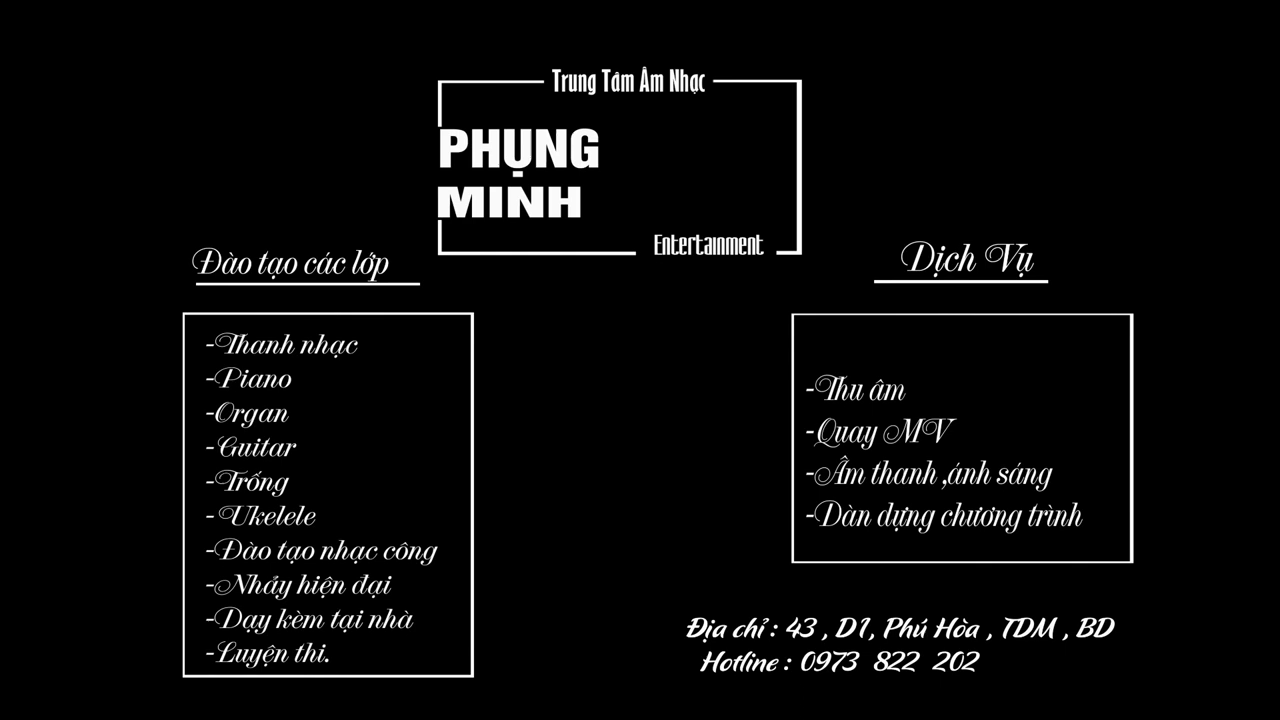 Trung Tâm Âm Nhạc
PHỤNG
MINH
Entertainment
Đào tạo các lớp
-Thanh nhạc
-Piano
-Organ
-Guitar
-Trống
-Ukelele
-Đào tạo nhạc công
-Nhảy hiện đại
-Dạy kèm tại nhà
-Luyện thi.
Dịch Vụ
-Thu âm
-Quay MV
-Âm thanh ,ánh sáng
-Dàn dựng chương trình
Địa chỉ : 43 , D1, Phú Hòa , TDM , BD
Hotline : 0973 822 202